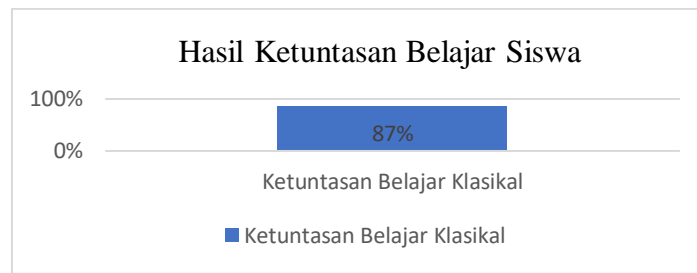 Hasil Ketuntasan Belajar Siswa
100%
0%
87%
Ketuntasan Belajar Klasikal
Ketuntasan Belajar Klasikal